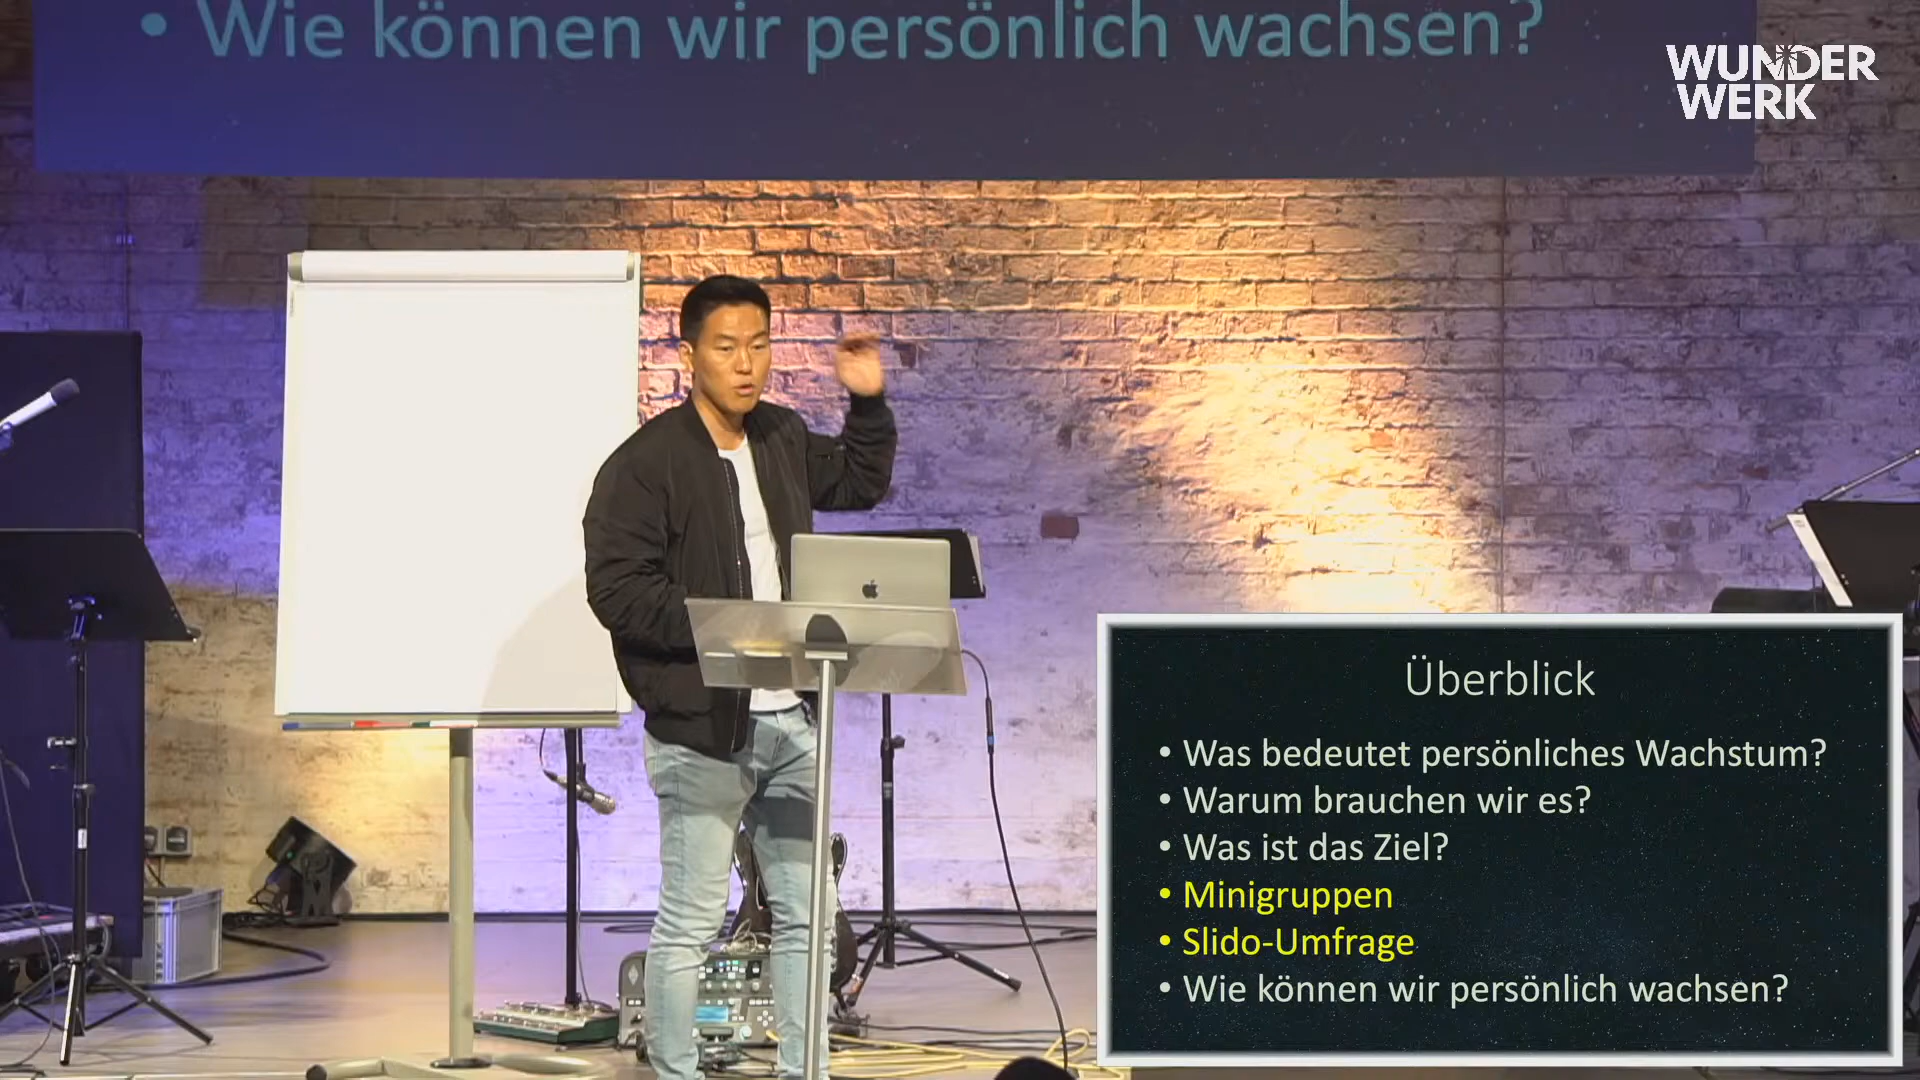 • Wie können wir persönlich wachsen?
WUNDER
WERK
Überblick
• Was bedeutet persönliches Wachstum?
• Warum brauchen wir es?
• Was ist das Ziel?
• Minigruppen
• Slido-Umfrage
• Wie können wir persönlich wachsen?